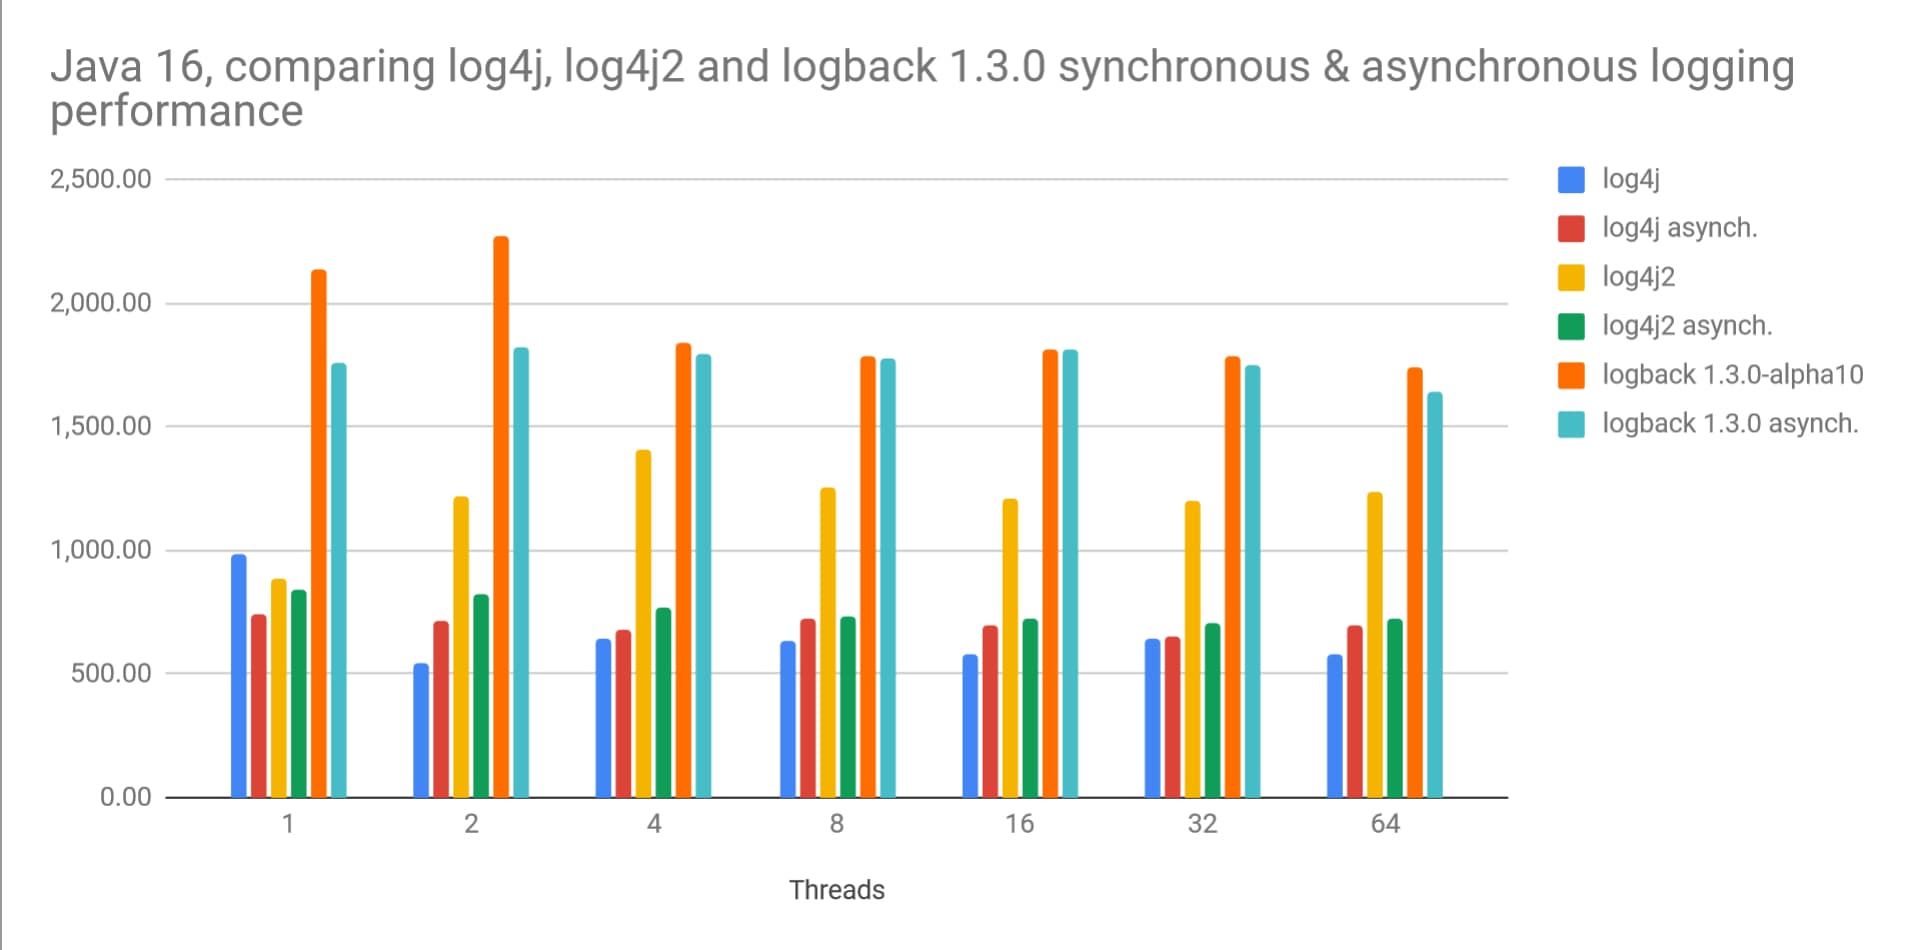 Java 16, comparing log4j, log4j2 and logback 1.3.0 synchronous & asynchronous logging
performance
2,500.00
2,000.00
1,500.00
1,000.00
500.00
0.00
1 2 4 8 16 32 64
Threads
log4j
log4j asynch.
log4j2
log4j2 asynch.
logback 1.3.0-alpha10
logback 1.3.0 asynch.